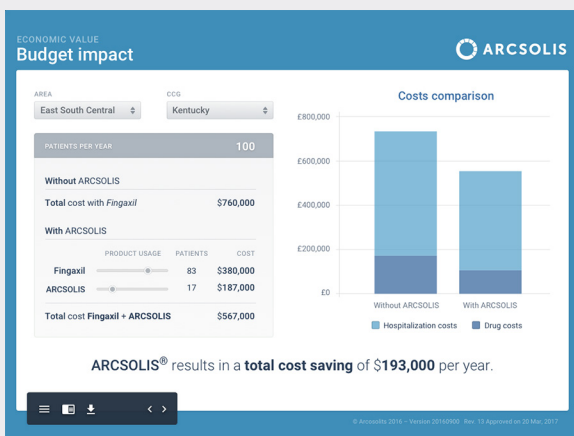 ECONOMIC VALUE
Budget impact
ARCSOLIS
AREA
CCG
East South Central
Kentucky
PATIENTS PER YEAR
100
Without ARCSOLIS
Total cost with Fingaxil
$760,000
With ARCSOLIS
PRODUCT USAGE PATIENTS COST
Fingaxil 83 $380,000
ARCSOLIS 17 $187,000
Total cost Fingaxil + ARCSOLIS $567,000
Costs comparison
£800,000
£600,000
£400,000
£200,000
£0
Without ARCSOLIS With ARCSOLIS
Hospitalization costs Drug costs
ARCSOLIS® results in a total cost saving of $193,000 per year.
© Arcosolis 2016 – Version 20160900 Rev. 13 Approved on 20 Mar, 2017